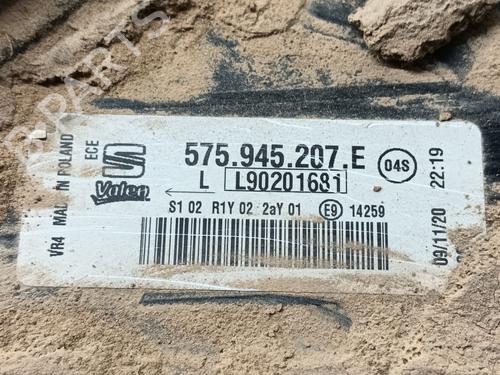 B-PARTS
VR4 MADE IN POLAND
ECE
Valeo
575.945.207.E
04S
L L90201681
S1 02 R1Y 02 2aY 01 E9 14259
09/11/20 22:19